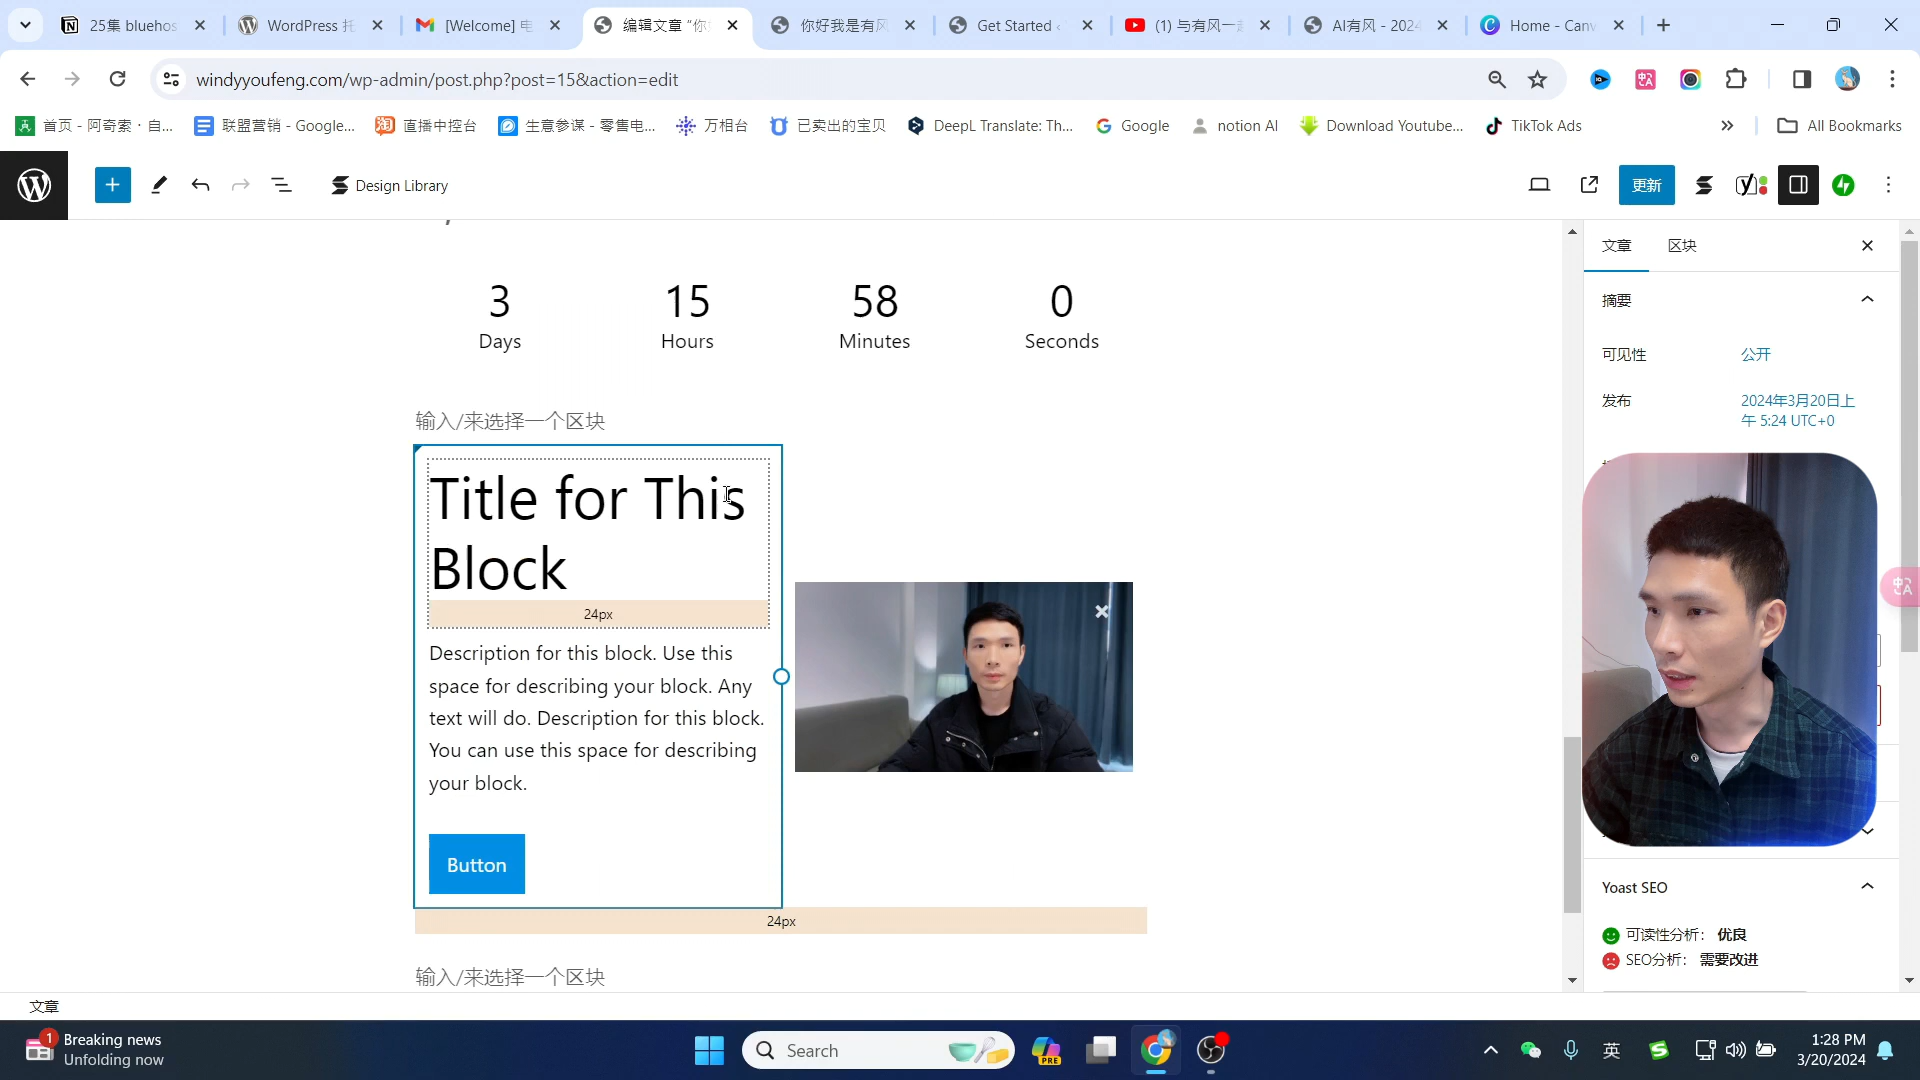 25集 bluehos
WordPress 托
[Welcome] 电
编辑文章 “你
你好我是有风
Get Started ‹
(1) 与有风一起
AI有风 - 2024
Home - Canv
windyyoufeng.com/wp-admin/post.php?post=15&action=edit
首页 - 阿奇索 · 自...
联盟营销 - Google...
直播中控台
生意参谋 - 零售电...
万相台
已卖出的宝贝
DeepL Translate: Th...
Google
notion AI
Download Youtube...
TikTok Ads
All Bookmarks
Design Library
更新
文章
区块
摘要
可见性
公开
发布
2024年3月20日上
午 5:24 UTC+0
3
15
58
0
Days
Hours
Minutes
Seconds
输入/来选择一个区块
Title for This
Block
24px
Description for this block. Use this
space for describing your block. Any
text will do. Description for this block.
You can use this space for describing
your block.
Button
24px
输入/来选择一个区块
Yoast SEO
可读性分析： 优良
SEO分析： 需要改进
文章
1
Breaking news
Unfolding now
Search
PRE
英
1:28 PM
3/20/2024